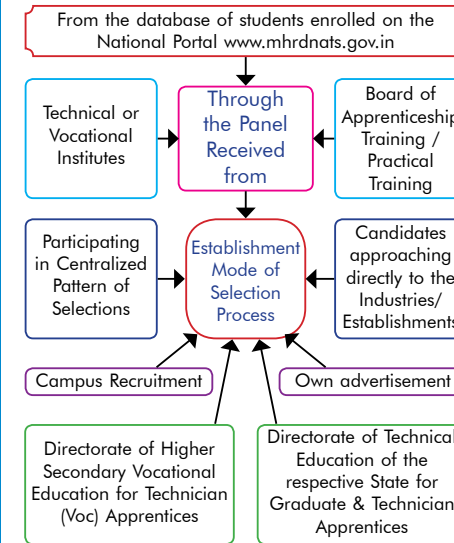 From the database of students enrolled on the
National Portal www.mhrdnats.gov.in
Technical or
Vocational
Institutes
Through
the Panel
Received
from
Board of
Apprenticeship
Training /
Practical
Training
Participating
in Centralized
Pattern of
Selections
Establishment
Mode of
Selection
Process
Candidates
approaching
directly to the
Industries/
Establishments
Campus Recruitment
Own advertisement
Directorate of Higher
Secondary Vocational
Education for Technician
(Voc) Apprentices
Directorate of Technical
Education of the
respective State for
Graduate & Technician
Apprentices